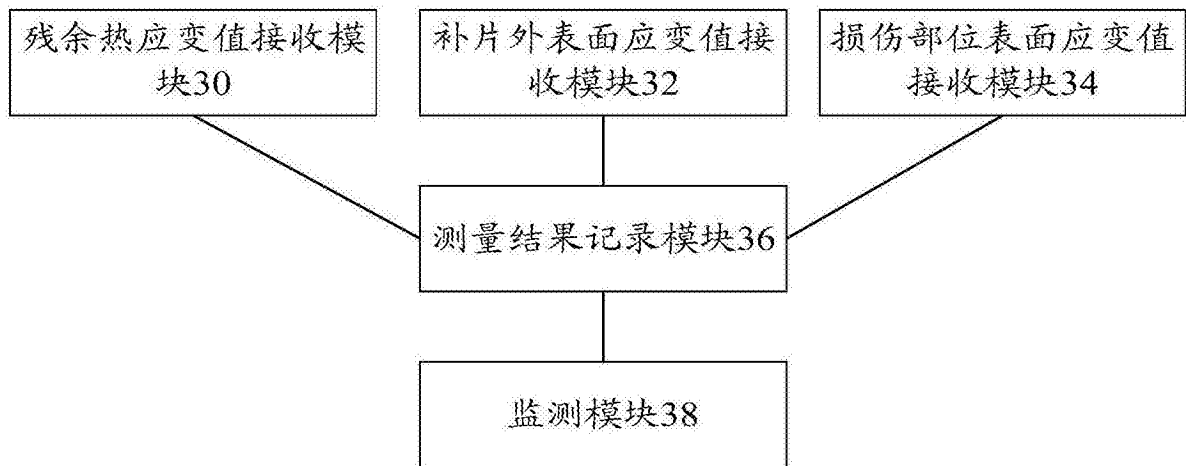 残余热应变值接收模
块30
补片外表面应变值接
收模块32
损伤部位表面应变值
接收模块34
测量结果记录模块36
监测模块38